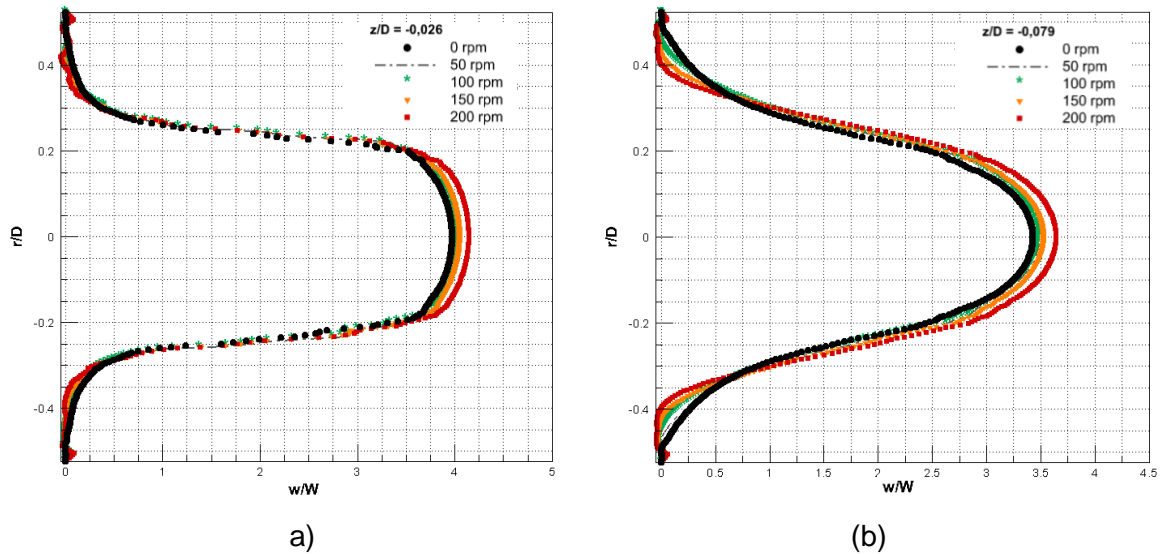 z/D = -0,026
0 rpm
50 rpm
100 rpm
150 rpm
200 rpm
0.4
0.2
0
-0.2
-0.4
r/D
0 1 2 3 4 5
w/W
a)
z/D = -0,079
0 rpm
50 rpm
100 rpm
150 rpm
200 rpm
0.4
0.2
0
-0.2
-0.4
r/D
0 0.5 1 1.5 2 2.5 3 3.5 4 4.5
w/W
(b)